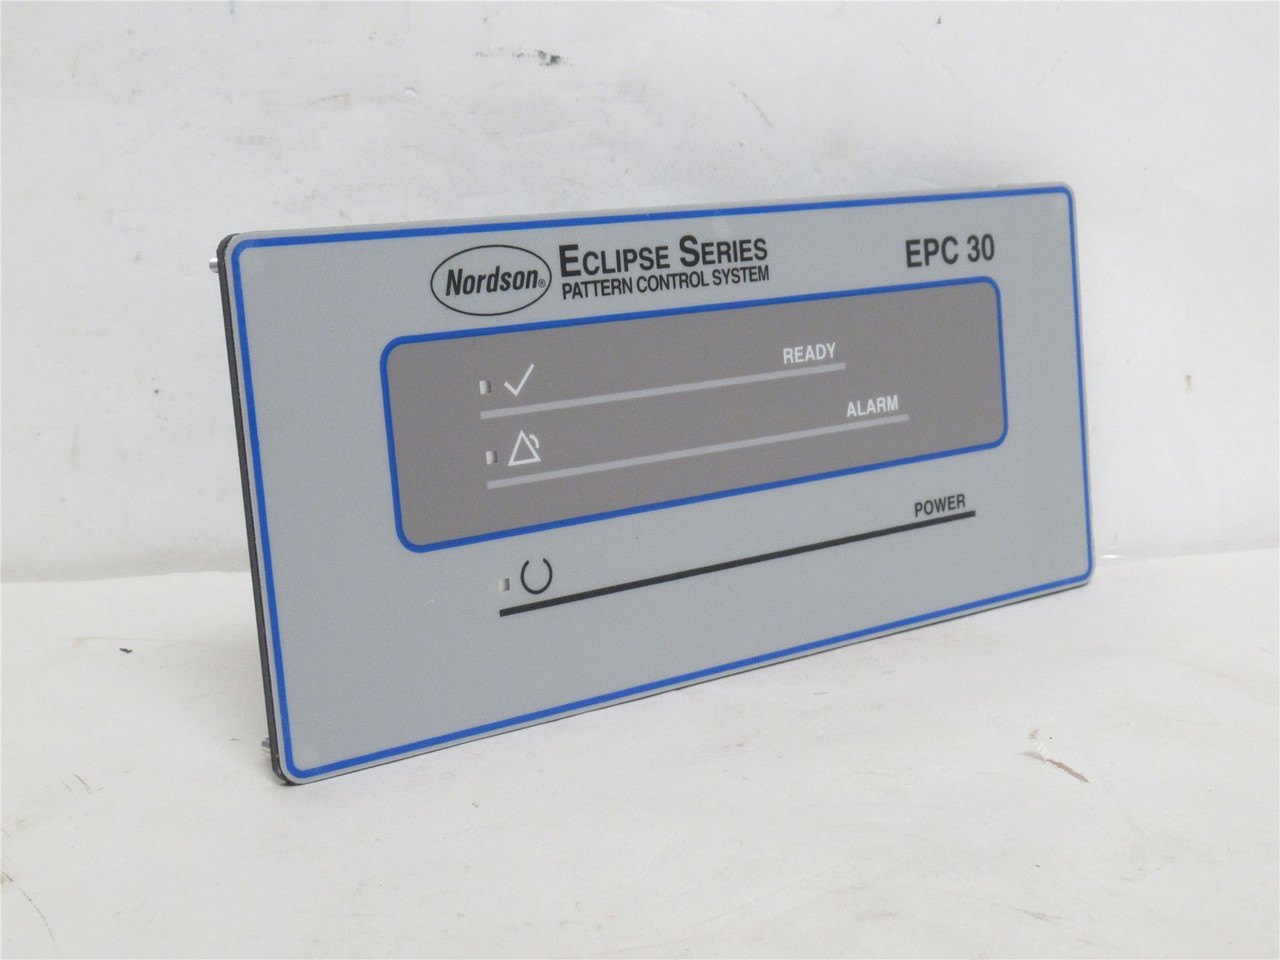 Nordson®
ECLIPSE SERIES
PATTERN CONTROL SYSTEM
EPC 30
READY
ALARM
POWER